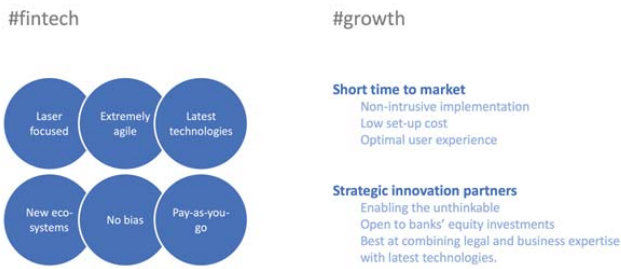 #fintech
Laser
focused
Extremely
agile
Latest
technologies
New eco-
systems
No bias
Pay-as-you-
go
#growth
Short time to market
Non-intrusive implementation
Low set-up cost
Optimal user experience
Strategic innovation partners
Enabling the unthinkable
Open to banks' equity investments
Best at combining legal and business expertise
with latest technologies.